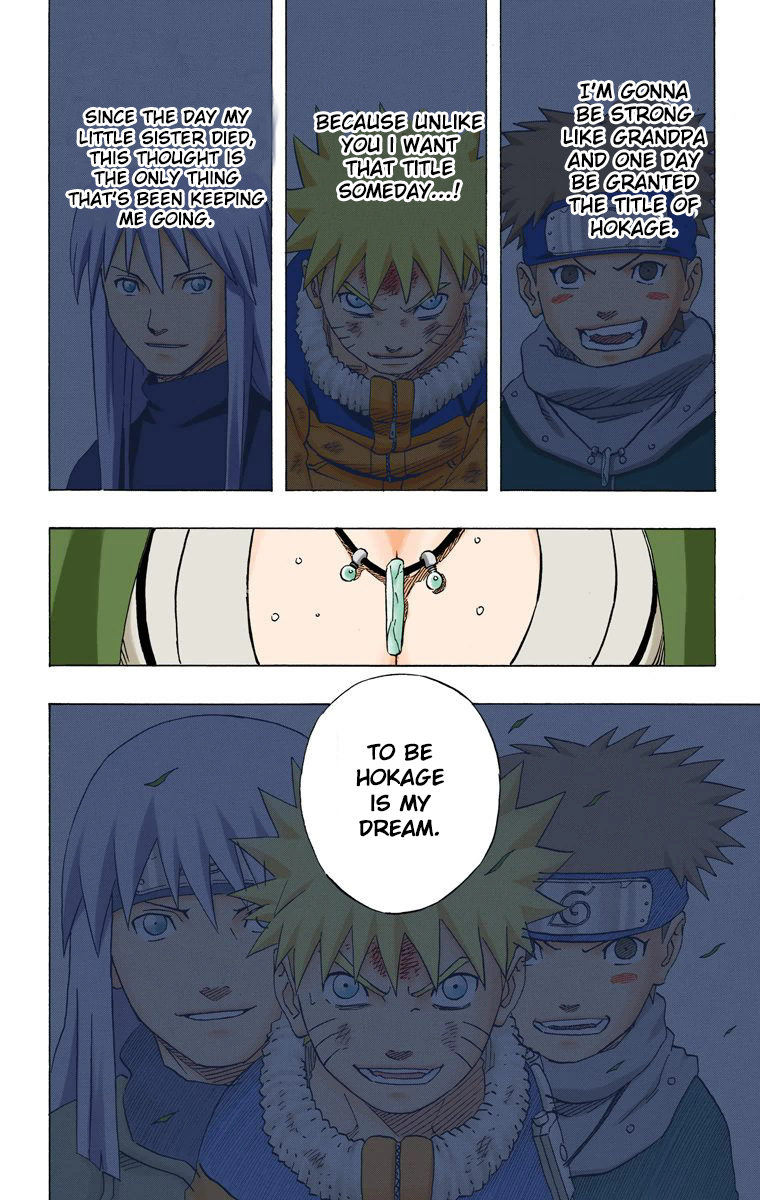 I'M GONNA
BE STRONG
LIKE GRANDPA
AND ONE DAY
BE GRANTED
THE TITLE OF
HOKAGE.
BECAUSE UNLIKE
YOU I WANT
THAT TITLE
SOMEDAY...!
SINCE THE DAY MY
LITTLE SISTER DIED,
THIS THOUGHT IS
THE ONLY THING
THAT'S BEEN KEEPING
ME GOING.
TO BE
HOKAGE
IS MY
DREAM.